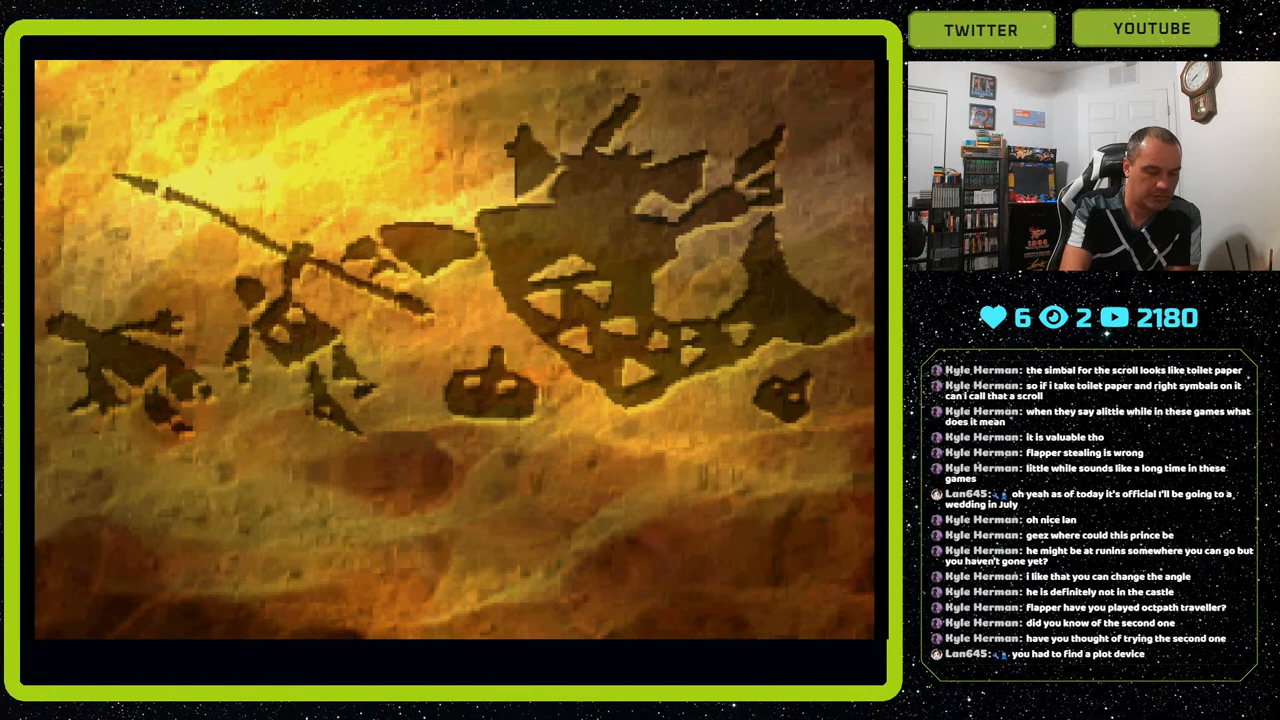 TWITTER
YOUTUBE
6 2 2180
Kyle Herman: the simbal for the scroll looks like toilet paper
Kyle Herman: so if i take toilet paper and right symbols on it
can i call that a scroll
Kyle Herman: when they say alittle while in these games what
does it mean
Kyle Herman: it is valuable tho
Kyle Herman: flapper stealing is wrong
Kyle Herman: little while sounds like a long time in these
games
Lan645: oh yeah as of today it's official I'll be going to a
wedding in July
Kyle Herman: oh nice lan
Kyle Herman: geez where could this prince be
Kyle Herman: he might be at runins somewhere you can go but
you haven't gone yet?
Kyle Herman: i like that you can change the angle
Kyle Herman: he is definitely not in the castle
Kyle Herman: flapper have you played octpath traveller?
Kyle Herman: did you know of the second one
Kyle Herman: have you thought of trying the second one
Lan645: you had to find a plot device